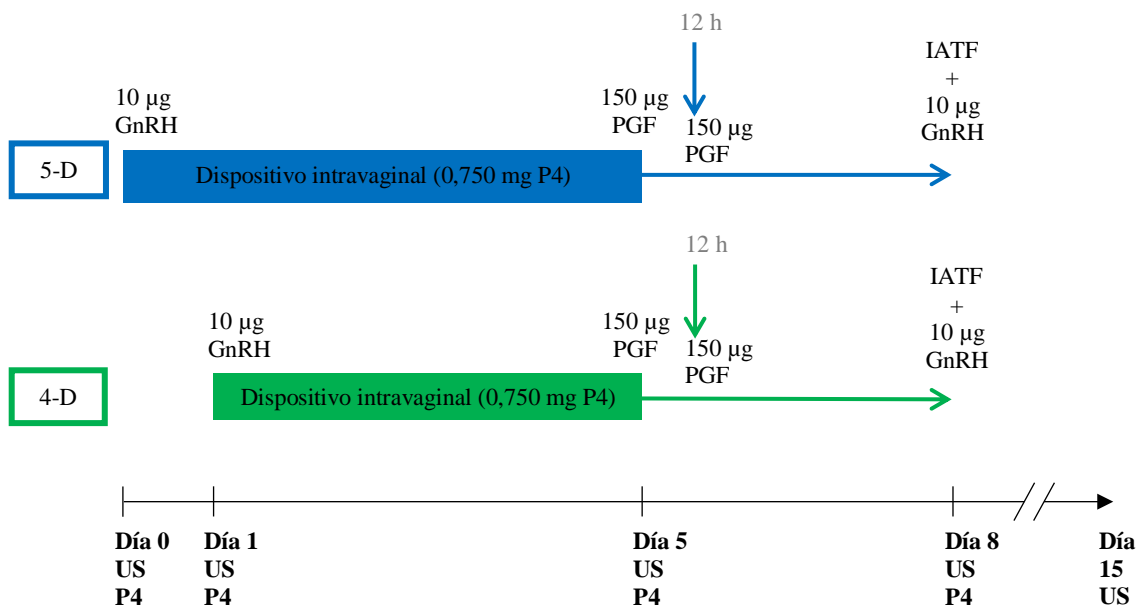 12 h
10 µg
GnRH
150 µg
PGF
150 µg
PGF
IATF
+
10 µg
GnRH
5-D
Dispositivo intravaginal (0,750 mg P4)
12 h
10 µg
GnRH
150 µg
PGF
150 µg
PGF
IATF
+
10 µg
GnRH
4-D
Dispositivo intravaginal (0,750 mg P4)
Día 0
US
P4
Día 1
US
P4
Día 5
US
P4
Día 8
US
P4
Día
15
US